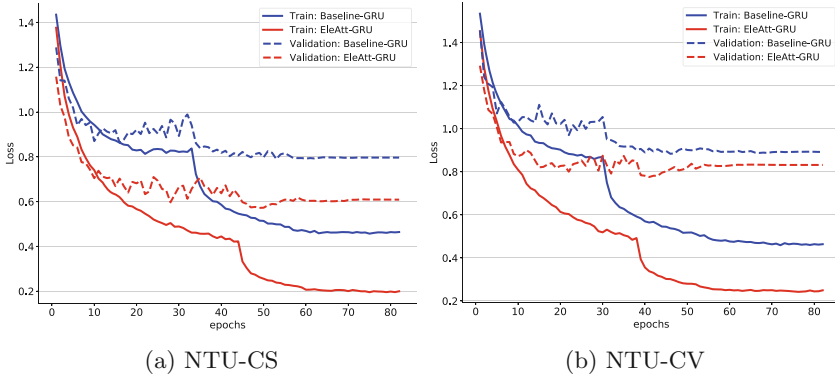 1.4
1.2
1.0
0.8
0.6
0.4
0.2
Loss
0 10 20 30 40 50 60 70 80
epochs
Train: Baseline-GRU
Train: EleAtt-GRU
Validation: Baseline-GRU
Validation: EleAtt-GRU
(a) NTU-CS
1.4
1.2
1.0
0.8
0.6
0.4
0.2
Loss
0 10 20 30 40 50 60 70 80
epochs
Train: Baseline-GRU
Train: EleAtt-GRU
Validation: Baseline-GRU
Validation: EleAtt-GRU
(b) NTU-CV